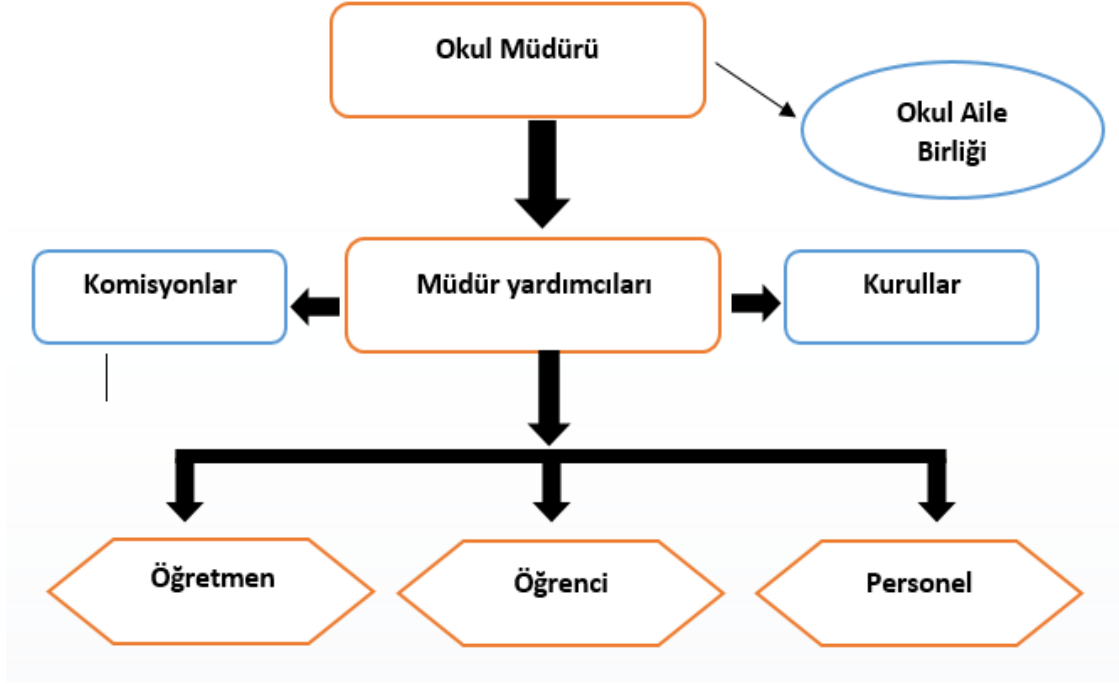 Okul Müdürü
Okul Aile
Birliği
Komisyonlar
Müdür yardımcıları
Kurullar
Öğretmen
Öğrenci
Personel